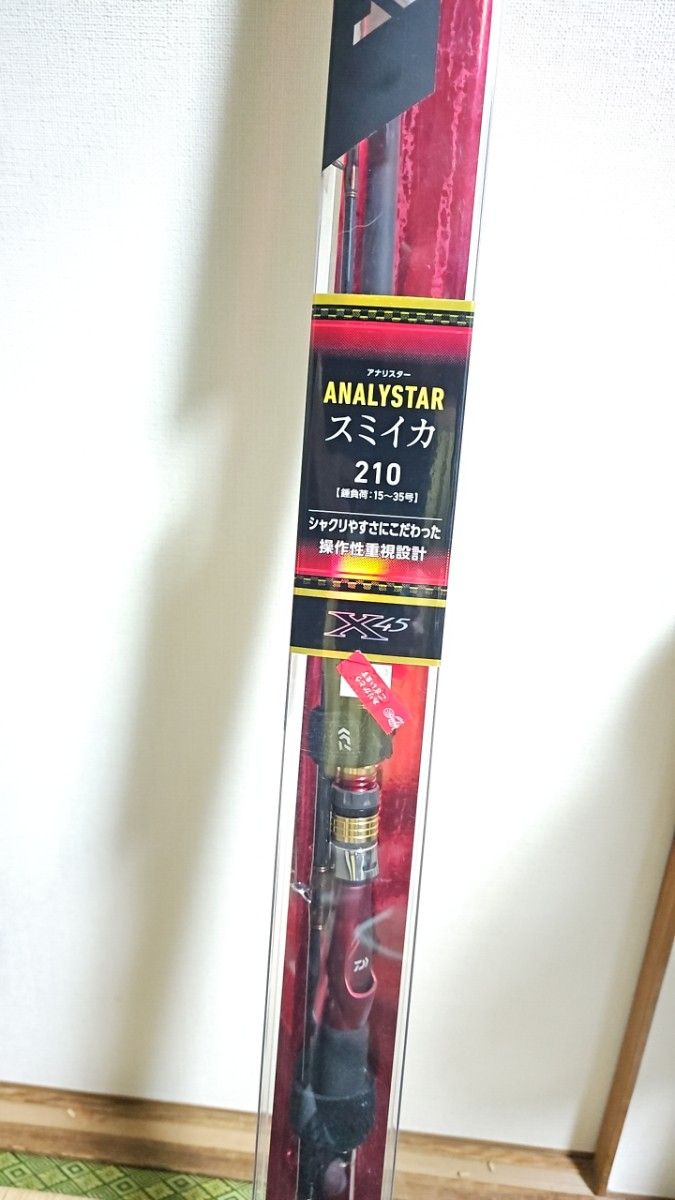 アナリスター
ANALYSTAR
スミイカ
210
【錘負荷:15〜35号】
シャクリやすさにこだわった
操作性重視設計
X45